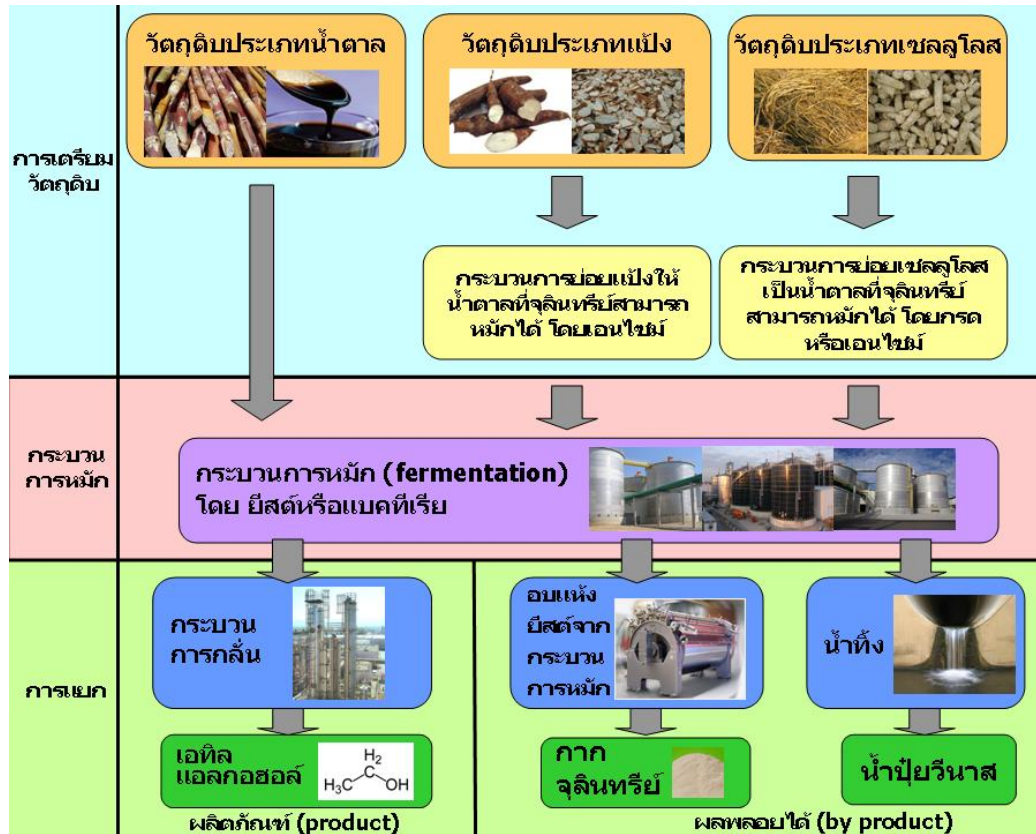 วัตถุดิบประเภทน้ำตาล
วัตถุดิบประเภทแป้ง
วัตถุดิบประเภทเซลลูโลส
การเตรียม
วัตถุดิบ
กระบวนการย่อยแป้งให้
น้ำตาลที่จุลินทรีย์สามารถ
หมักได้ โดยเอนไซม์
กระบวนการย่อยเซลลูโลส
เป็นน้ำตาลที่จุลินทรีย์
สามารถหมักได้ โดยกรด
หรือเอนไซม์
กระบวน
การหมัก
กระบวนการหมัก (fermentation)
โดย ยีสต์หรือแบคทีเรีย
การแยก
กระบวน
การกลั่น
อบแห้ง
ยีสต์จาก
กระบวน
การหมัก
น้ำทิ้ง
เอทิล
แอลกอฮอล์
H₂
C
H₃C
OH
กาก
จุลินทรีย์
น้ำปุ๋ยวีนาส
ผลิตภัณฑ์ (product)
ผลพลอยได้ (by product)